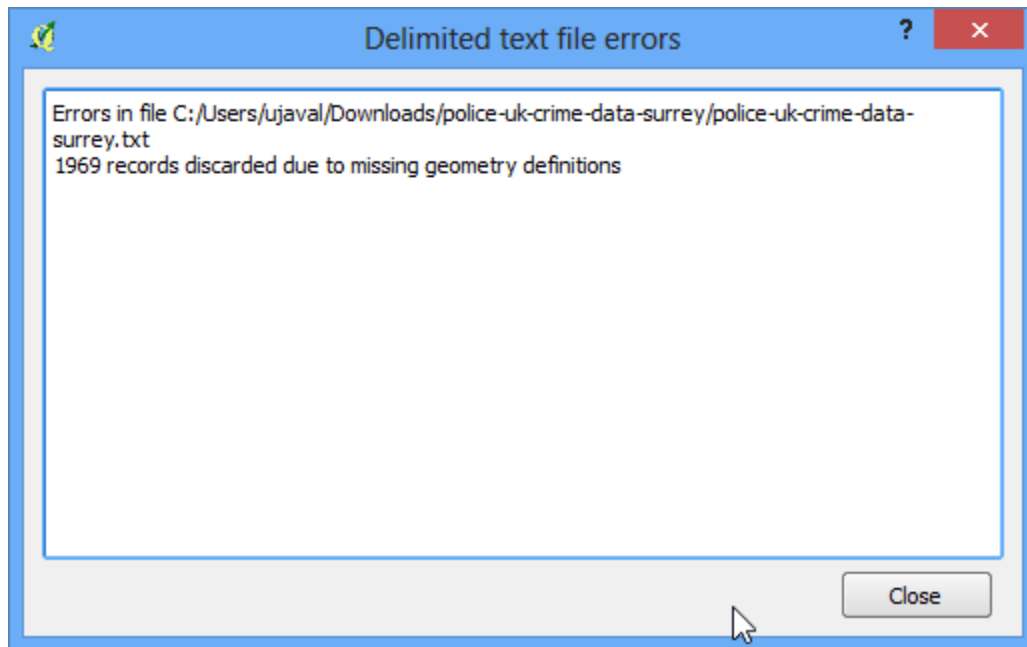 Delimited text file errors
?
Errors in file C:/Users/ujaval/Downloads/police-uk-crime-data-surrey/police-uk-crime-data-
surrey.txt
1969 records discarded due to missing geometry definitions
Close